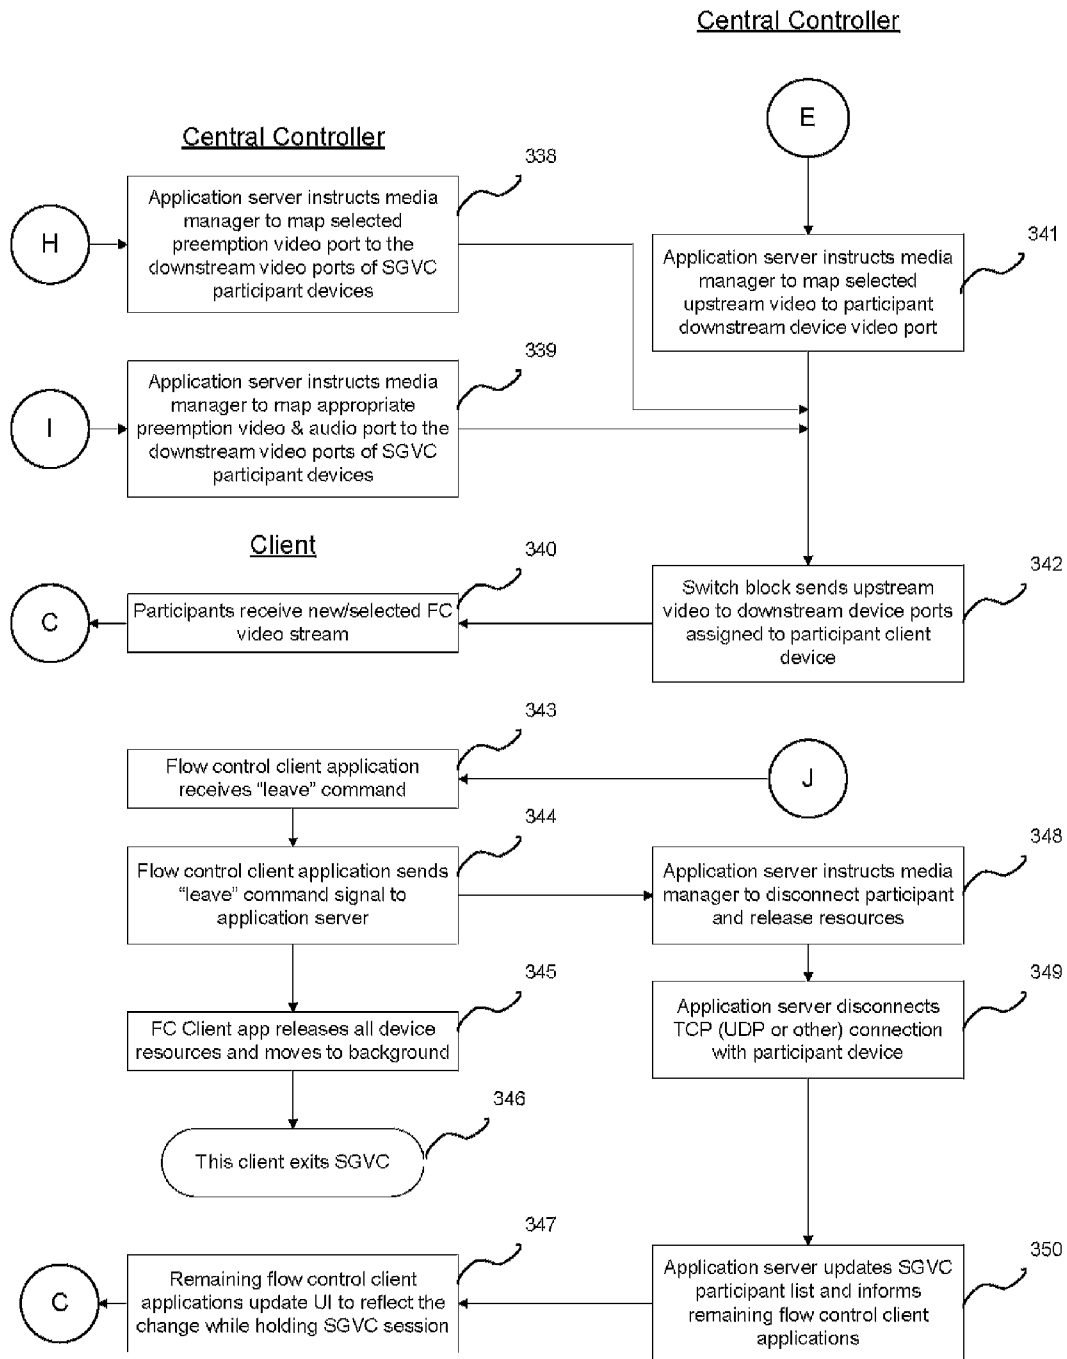 Central Controller
E
Central Controller
338
Application server instructs media
manager to map selected
preemption video port to the
downstream video ports of SGVC
participant devices
H
341
Application server instructs media
manager to map selected
upstream video to participant
downstream device video port
339
Application server instructs media
manager to map appropriate
preemption video & audio port to the
downstream video ports of SGVC
participant devices
I
Client
340
342
C
Participants receive new/selected FC
video stream
Switch block sends upstream
video to downstream device ports
assigned to participant client
device
343
Flow control client application
receives "leave" command
J
344
348
Flow control client application sends
"leave" command signal to
application server
Application server instructs media
manager to disconnect participant
and release resources
345
349
FC Client app releases all device
resources and moves to background
Application server disconnects
TCP (UDP or other) connection
with participant device
346
This client exits SGVC
347
350
C
Remaining flow control client
applications update UI to reflect the
change while holding SGVC session
Application server updates SGVC
participant list and informs
remaining flow control client
applications